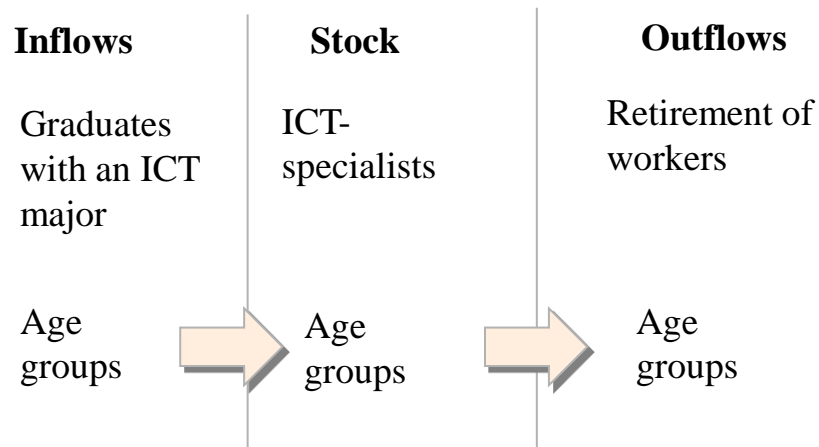 Inflows
Graduates
with an ICT
major
Age
groups
Stock
ICT-
specialists
Age
groups
Outflows
Retirement of
workers
Age
groups